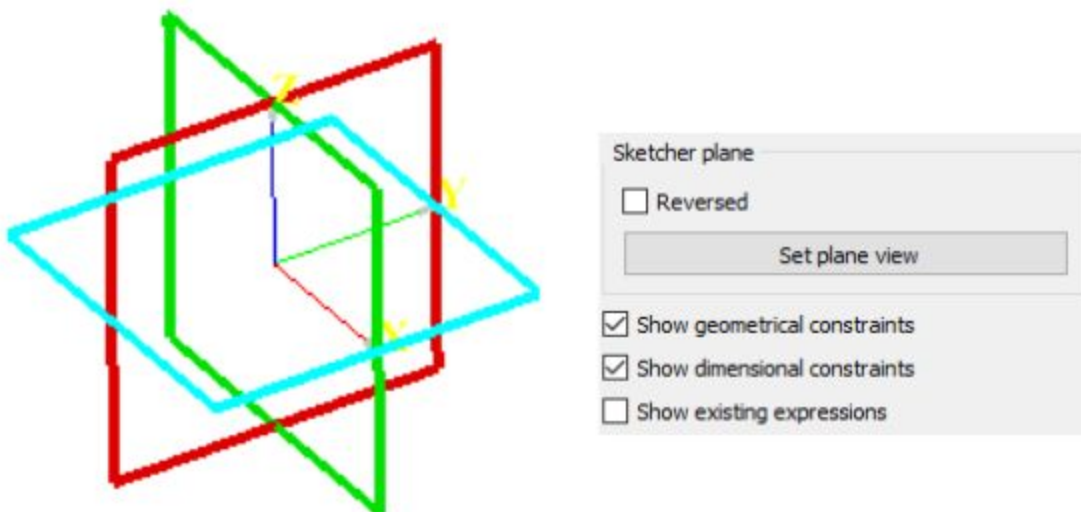 Z
Y
X
Sketcher plane
Reversed
Set plane view
Show geometrical constraints
Show dimensional constraints
Show existing expressions